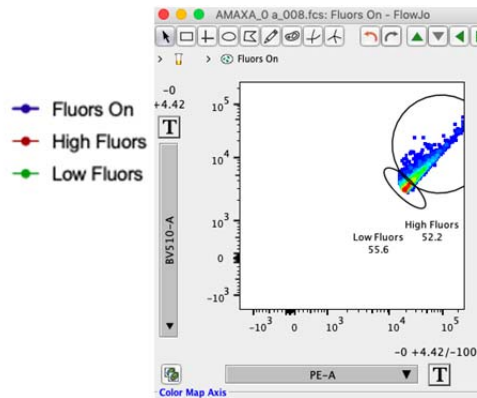 AMAXA_0 a_008.fcs: Fluors On - FlowJo
Fluors On
-0
+4.42
T
Fluors On
High Fluors
Low Fluors
BV510-A
10^5
10^4
10^3
0
-10^3
High Fluors
52.2
Low Fluors
55.6
-10^3 0 10^3 10^4 10^5
-0 +4.42/-100
PE-A
T
Color Map Axis